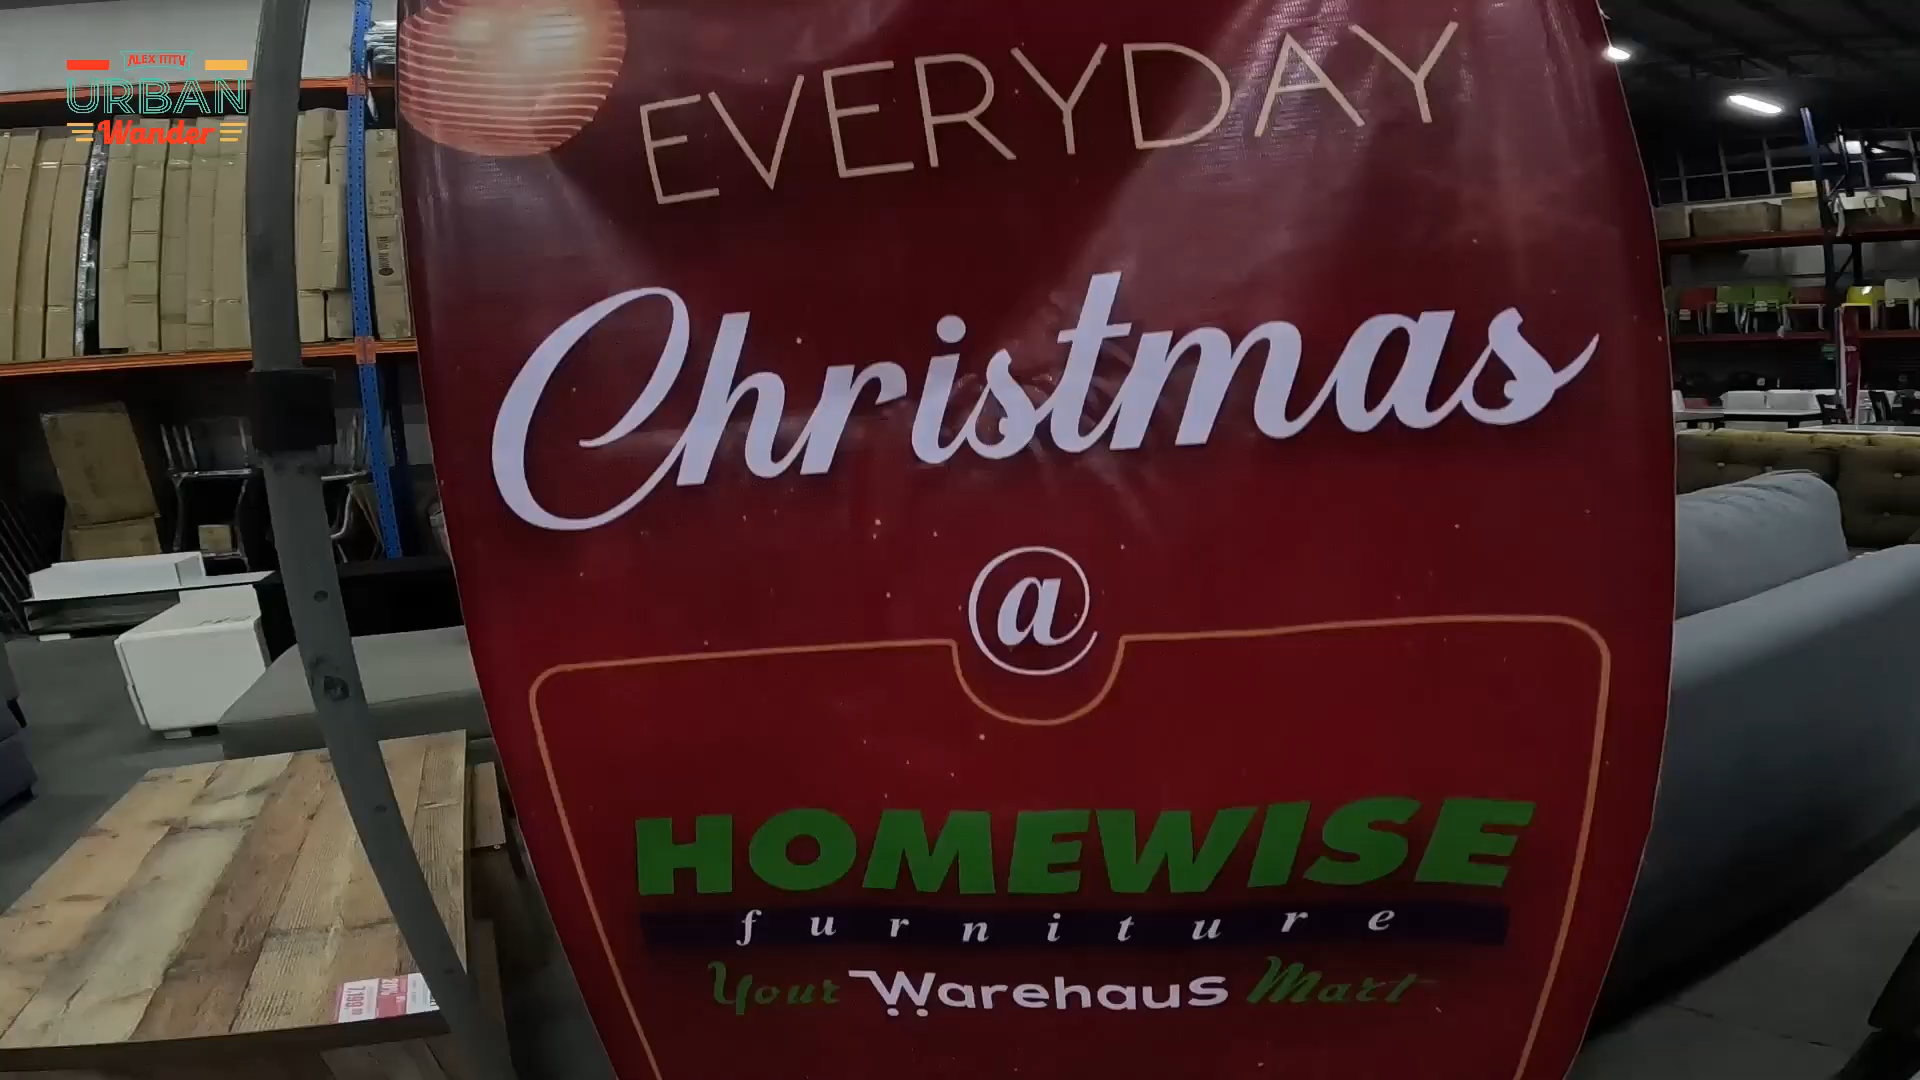 ALEX TITV
URBAN
Wander
EVERYDAY
Christmas
@
HOMEWISE
furniture
Your Warehaus Mart